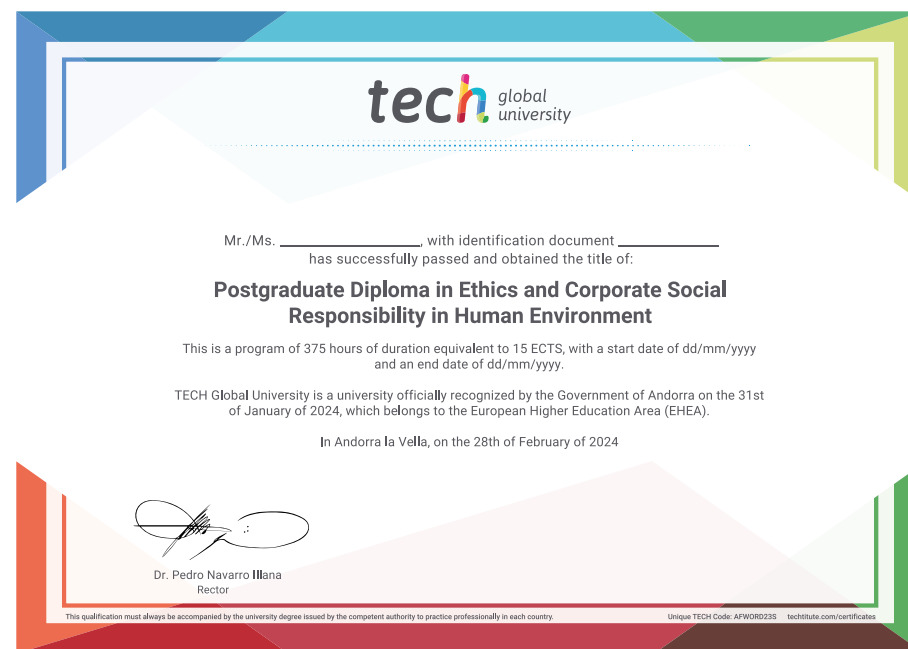 tech global
university
Mr./Ms. ____________, with identification document ____________
has successfully passed and obtained the title of:
Postgraduate Diploma in Ethics and Corporate Social
Responsibility in Human Environment
This is a program of 375 hours of duration equivalent to 15 ECTS, with a start date of dd/mm/yyyy
and an end date of dd/mm/yyyy.
TECH Global University is a university officially recognized by the Government of Andorra on the 31st
of January of 2024, which belongs to the European Higher Education Area (EHEA).
In Andorra la Vella, on the 28th of February of 2024
Dr. Pedro Navarro Illana
Rector
This qualification must always be accompanied by the university degree issued by the competent authority to practice professionally in each country. Unique TECH Code: AFWORD23S techtitute.com/certificates